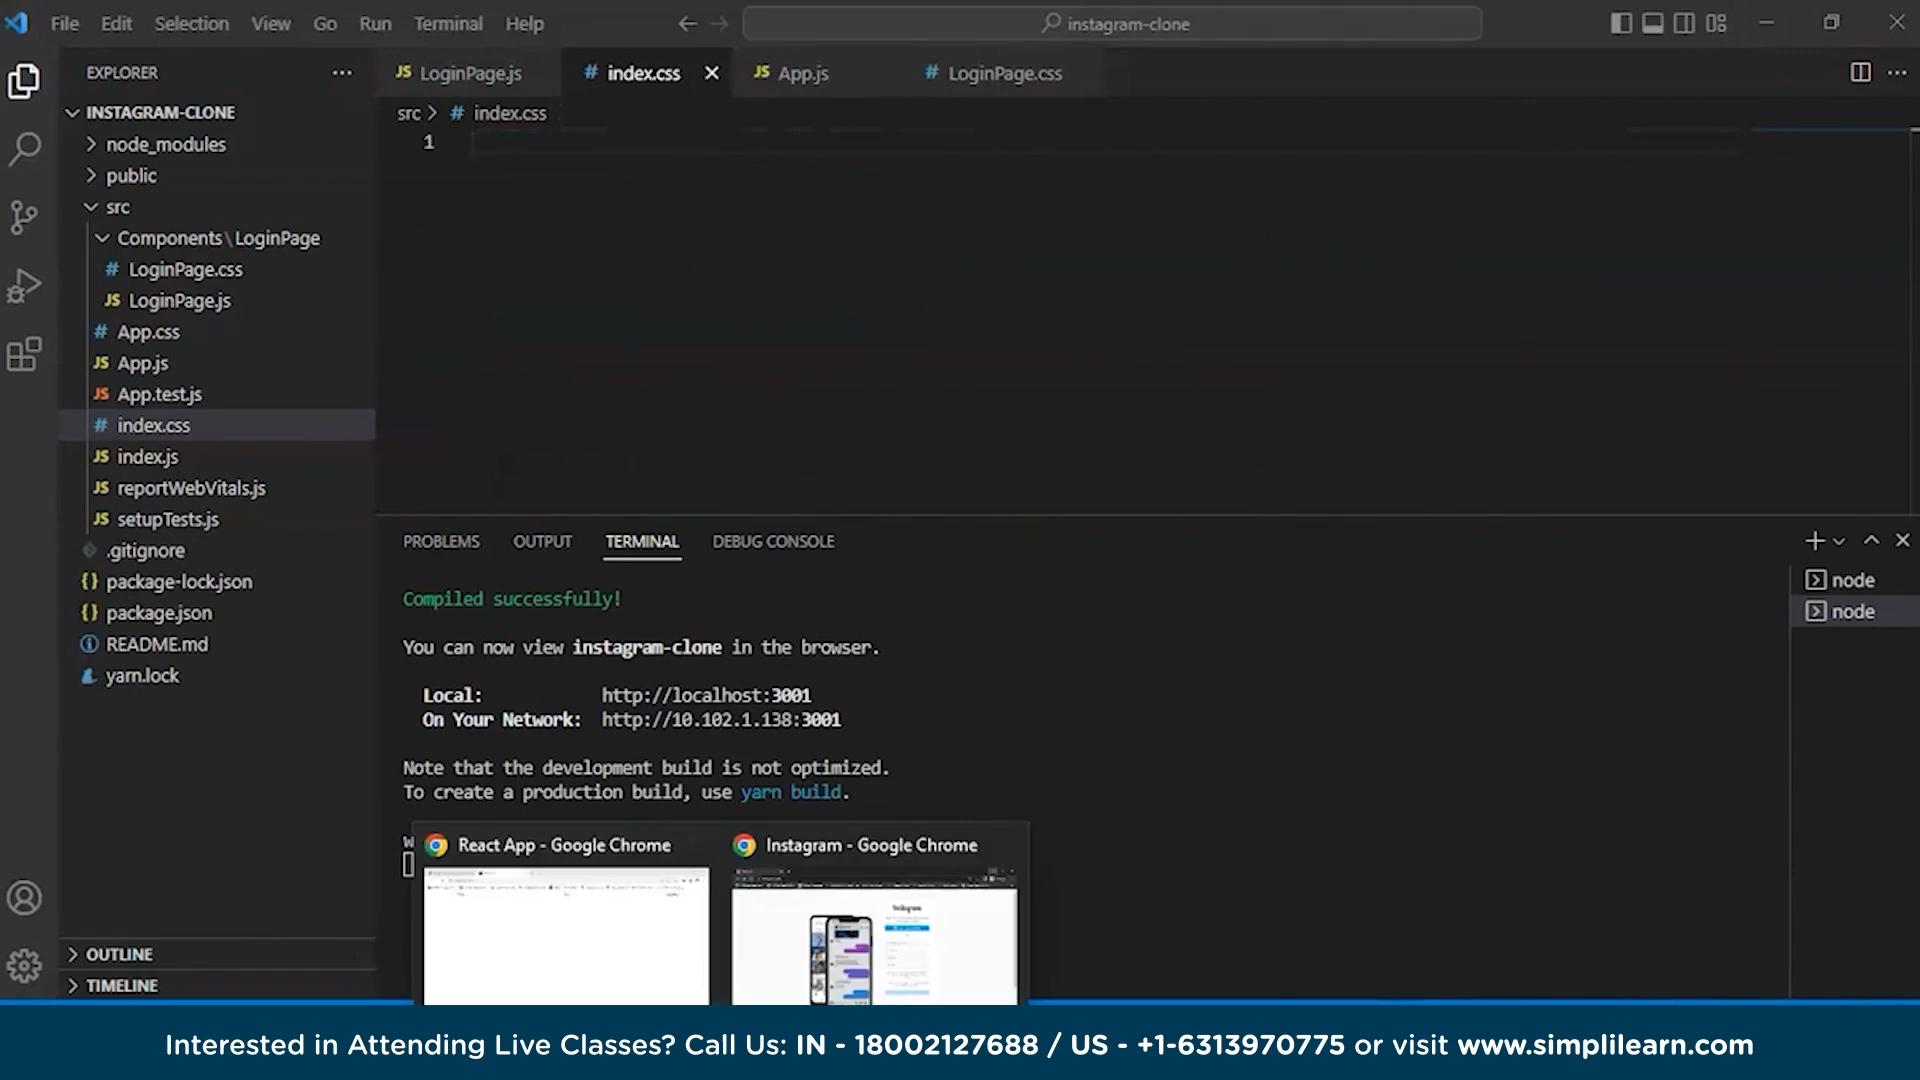 File Edit Selection View Go Run Terminal Help
instagram-clone
EXPLORER
INSTAGRAM-CLONE
node_modules
public
src
Components\LoginPage
# LoginPage.css
JS LoginPage.js
# App.css
JS App.js
JS App.test.js
# index.css
JS index.js
JS reportWebVitals.js
JS setupTests.js
.gitignore
{} package-lock.json
{} package.json
README.md
yarn.lock
OUTLINE
TIMELINE
JS LoginPage.js # index.css JS App.js # LoginPage.css
src > # index.css
1
PROBLEMS OUTPUT TERMINAL DEBUG CONSOLE
node
node
Compiled successfully!
You can now view instagram-clone in the browser.
Local: http://localhost:3001
On Your Network: http://10.102.1.138:3001
Note that the development build is not optimized.
To create a production build, use yarn build.
W
React App - Google Chrome
Instagram - Google Chrome
Instagram
Interested in Attending Live Classes? Call Us: IN - 18002127688 / US - +1-6313970775 or visit www.simplilearn.com